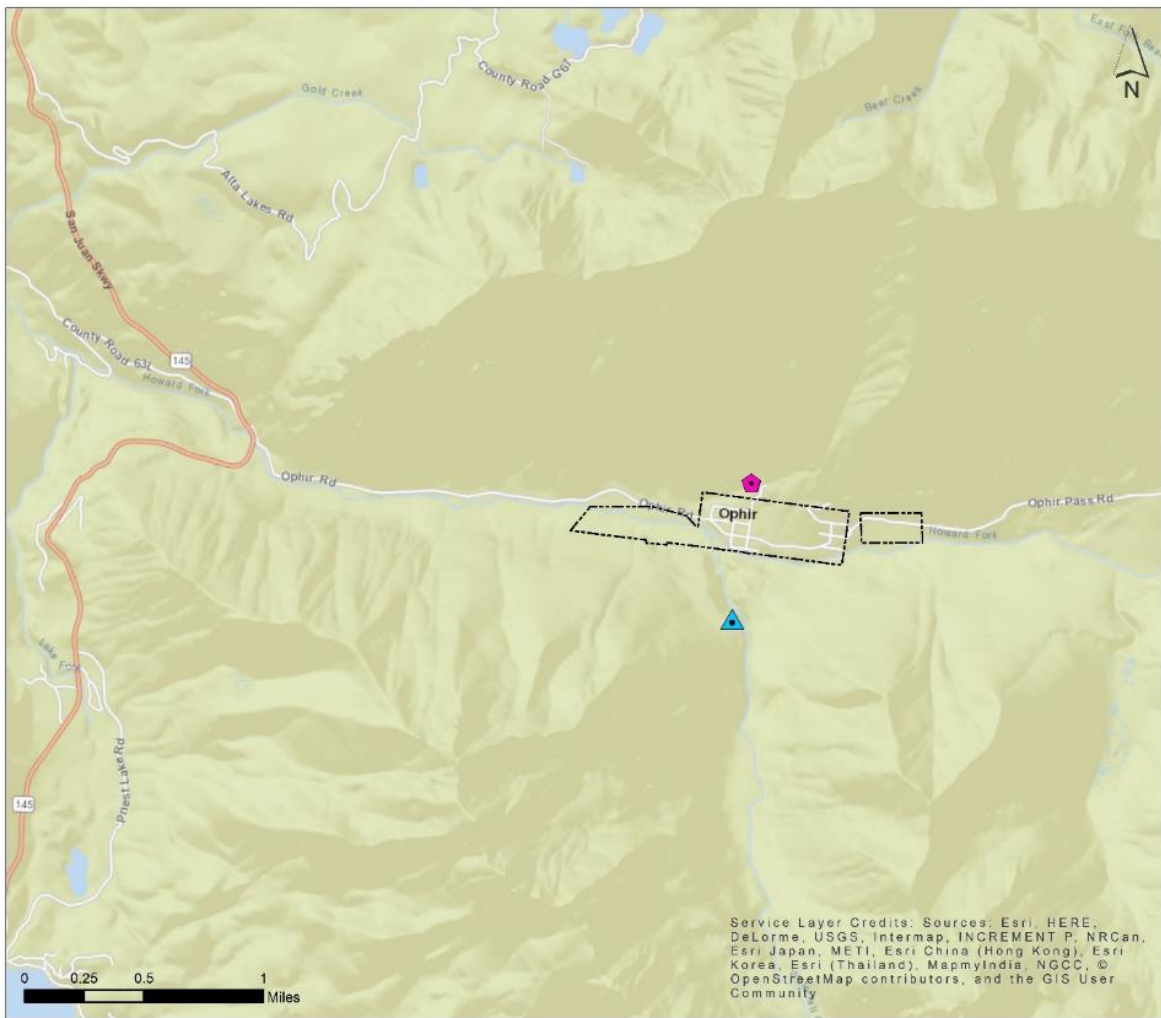 East Fork Bea
N
County Road G67
Gold Creek
Bear Creek
Alta Lakes Rd
San Juan Skwy
County Road 63L
145
Howard Fork
Ophir Rd
Ophir Rd
Ophir
Ophir Pass Rd
Howard Fork
Lake Fork
Priest Lake Rd
145
Service Layer Credits: Sources: Esri, HERE,
DeLorme, USGS, Intermap, INCREMENT P, NRCan,
Esri Japan, METI, Esri China (Hong Kong), Esri
Korea, Esri (Thailand), MapmyIndia, NGCC, ©
OpenStreetMap contributors, and the GIS User
Community
0 0.25 0.5 1
Miles